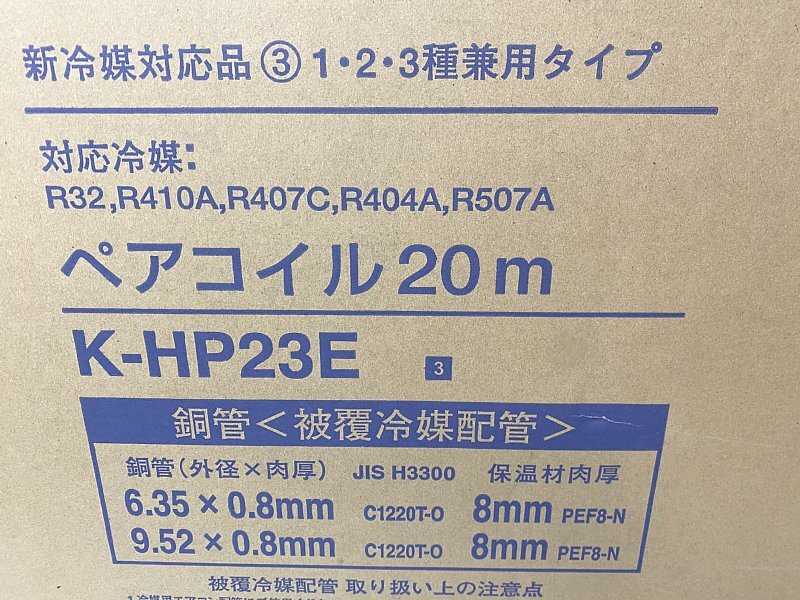 新冷媒対応品③1・2・3種兼用タイプ
対応冷媒:
R32,R410A,R407C,R404A,R507A
ペアコイル20m
K-HP23E 3
銅管<被覆冷媒配管>
銅管(外径×肉厚) JIS H3300 保温材肉厚
6.35×0.8mm C1220T-O 8mm PEF8-N
9.52×0.8mm C1220T-O 8mm PEF8-N
被覆冷媒配管 取り扱い上の注意点